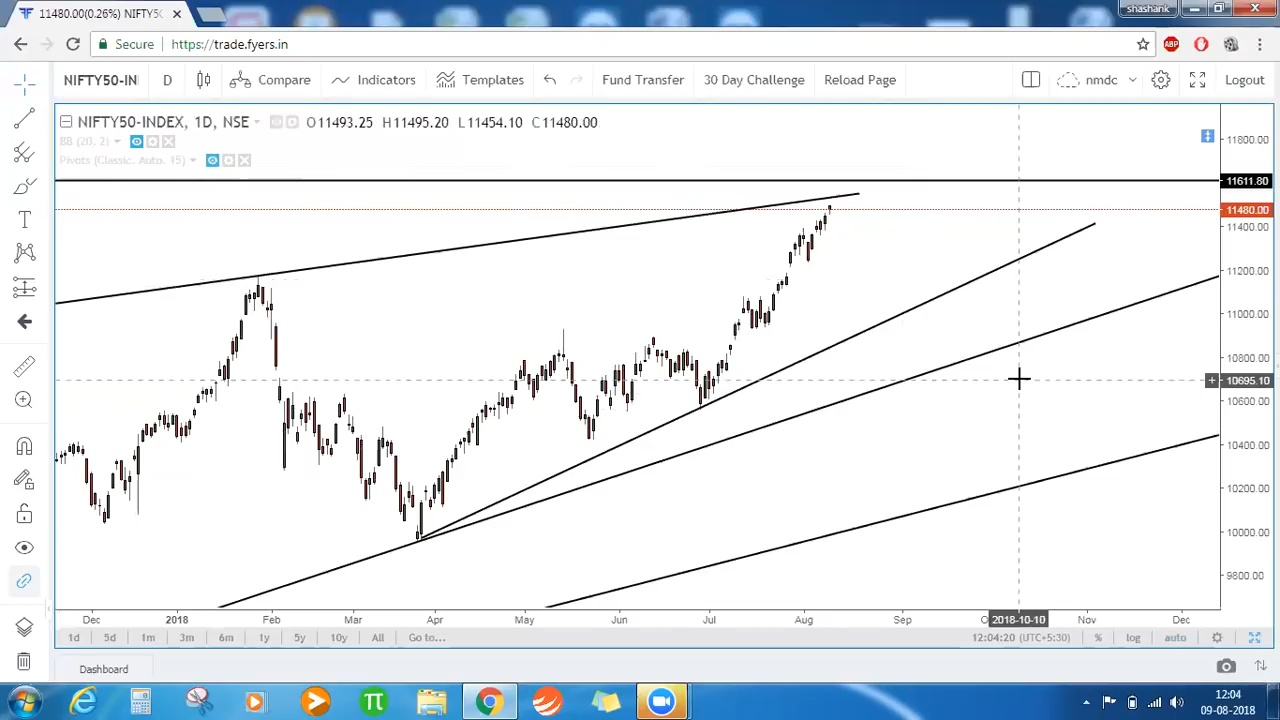 11480.00(0.26%) NIFTY50
shashank
Secure https://trade.fyers.in
NIFTY50-IN D Compare Indicators Templates Fund Transfer 30 Day Challenge Reload Page nmdc Logout
NIFTY50-INDEX, 1D, NSE O11493.25 H11495.20 L11454.10 C11480.00
BB (20, 2)
Pivots (Classic, Auto, 15)
11800.00
11611.80
11480.00
11400.00
11200.00
11000.00
10800.00
10695.10
10600.00
10400.00
10200.00
10000.00
9800.00
Dec 2018 Feb Mar Apr May Jun Jul Aug Sep 2018-10-10 Nov Dec
1d 5d 1m 3m 6m 1y 5y 10y All Go to... 12:04:20 (UTC+5:30) % log auto
Dashboard
12:04
09-08-2018